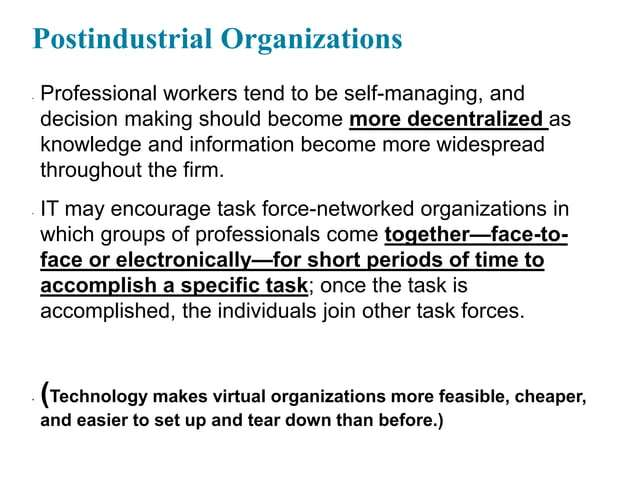 Postindustrial Organizations
Professional workers tend to be self-managing, and
decision making should become more decentralized as
knowledge and information become more widespread
throughout the firm.
IT may encourage task force-networked organizations in
which groups of professionals come together—face-to-
face or electronically—for short periods of time to
accomplish a specific task; once the task is
accomplished, the individuals join other task forces.
(Technology makes virtual organizations more feasible, cheaper,
and easier to set up and tear down than before.)